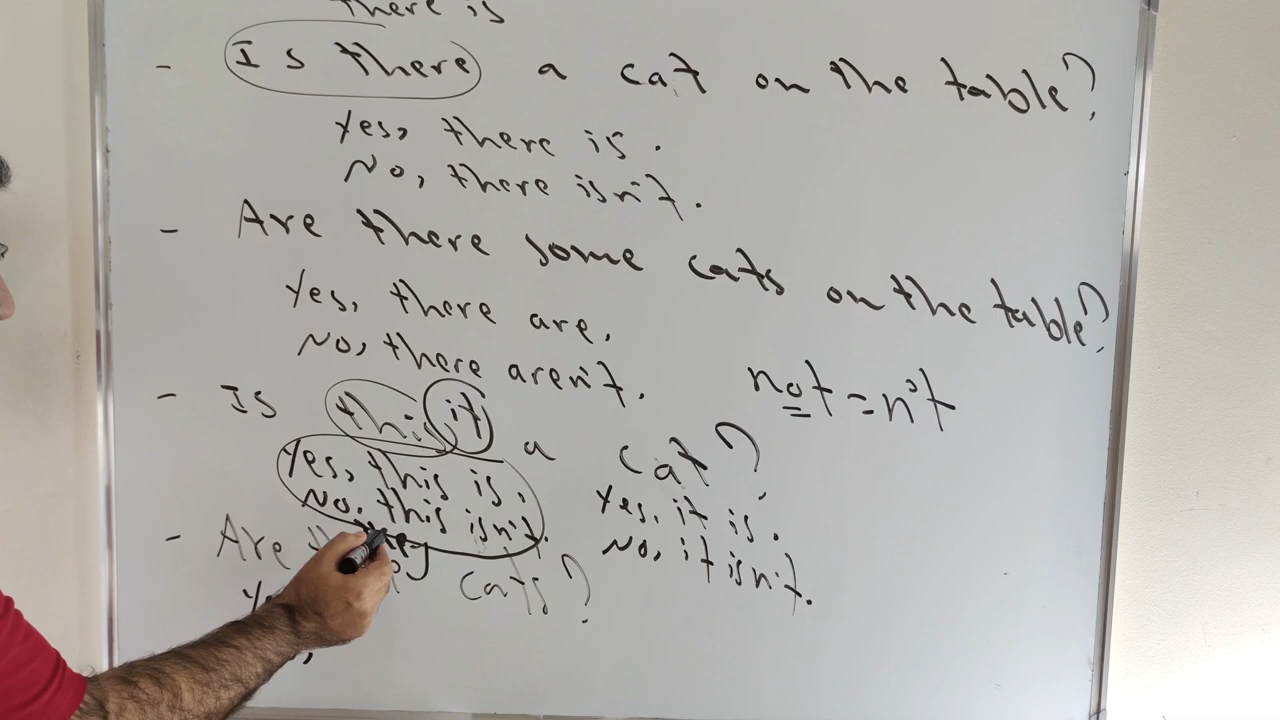 there is
- Is there a cat on the table?
Yes, there is.
No, there isn't.
- Are there some cats on the table?
Yes, there are.
No, there aren't.
not = n't
- Is this it a cat?
Yes, this is.
No, this isn't.
Yes, it is.
No, it isn't.
- Are cats?